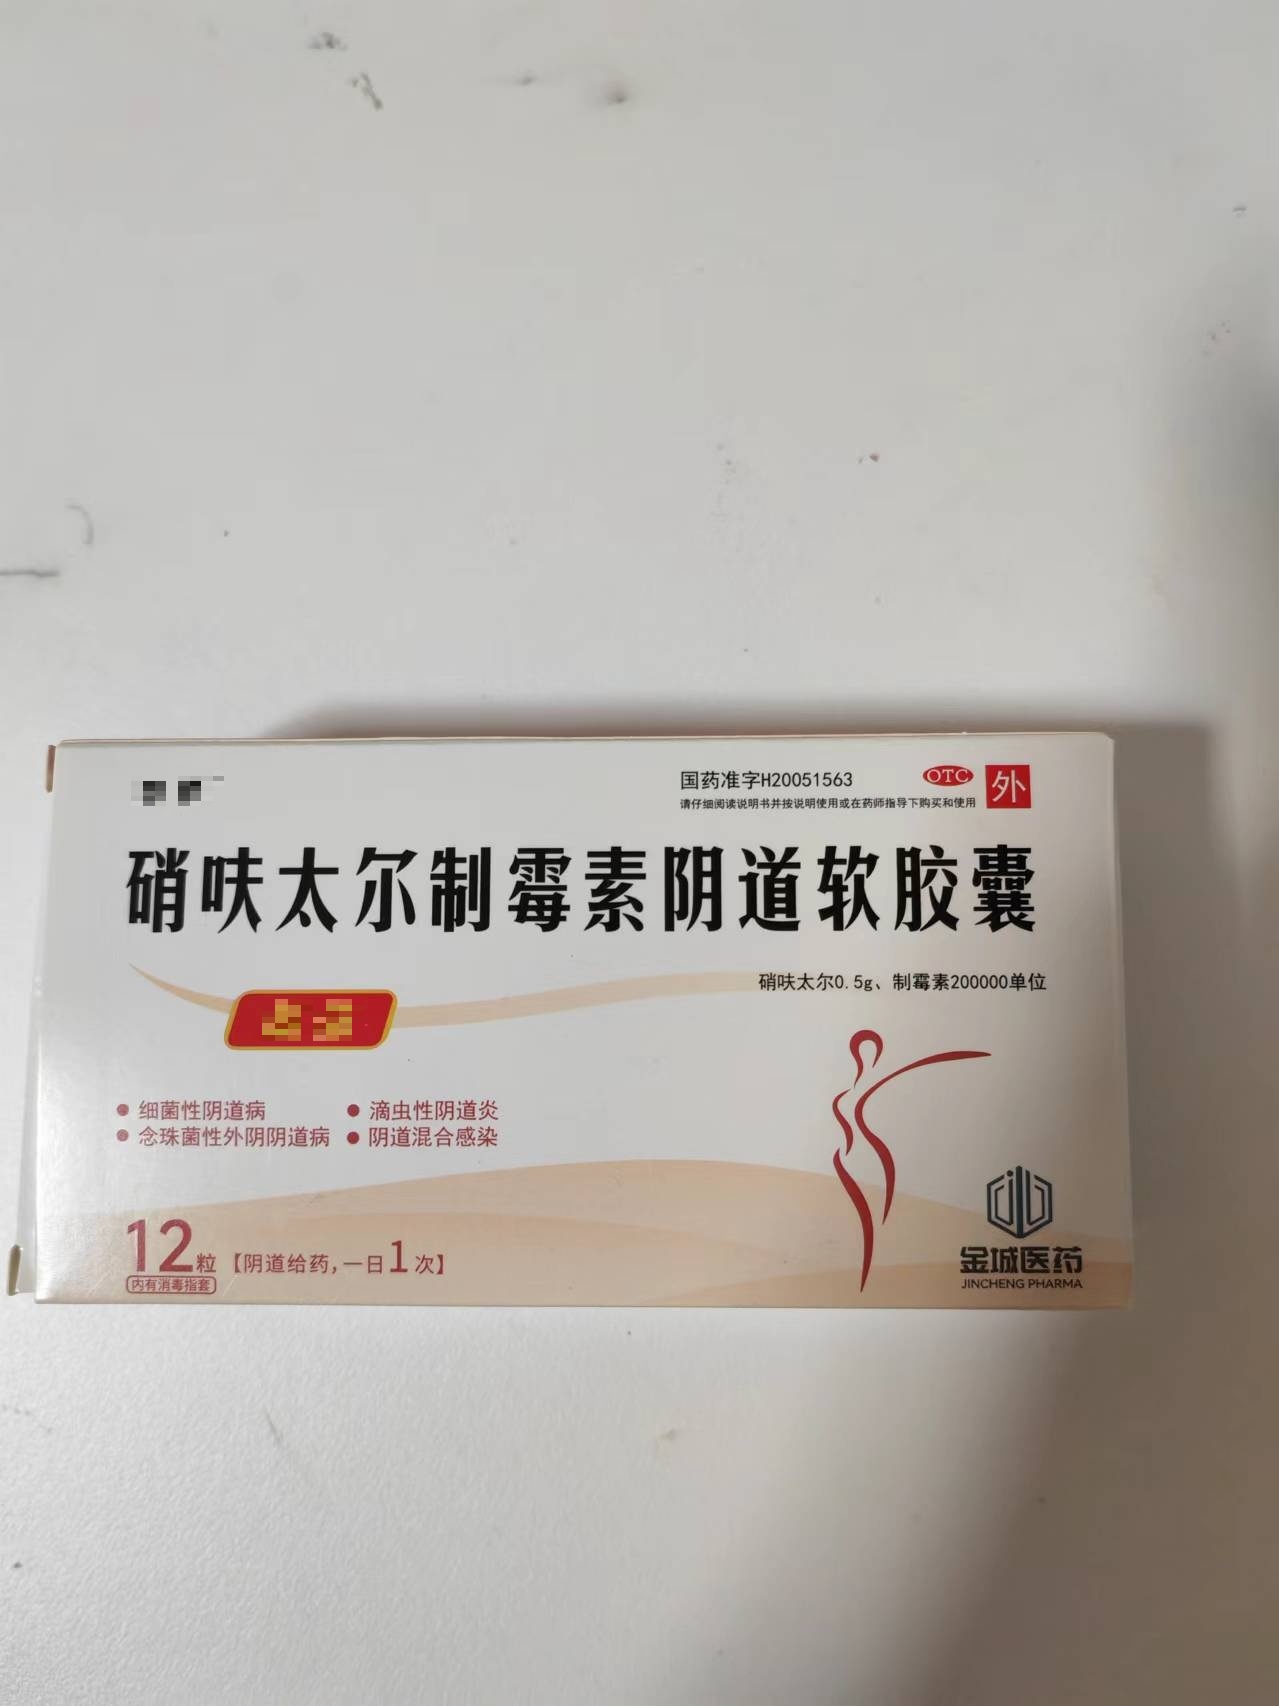 国药准字H20051563
OTC
外
请仔细阅读说明书并按说明使用或在药师指导下购买和使用
硝呋太尔制霉素阴道软胶囊
硝呋太尔0.5g、制霉素200000单位
● 细菌性阴道病 ● 滴虫性阴道炎
● 念珠菌性外阴阴道病 ● 阴道混合感染
12粒【阴道给药,一日1次】
内有消毒指套
金城医药
JINCHENG PHARMA